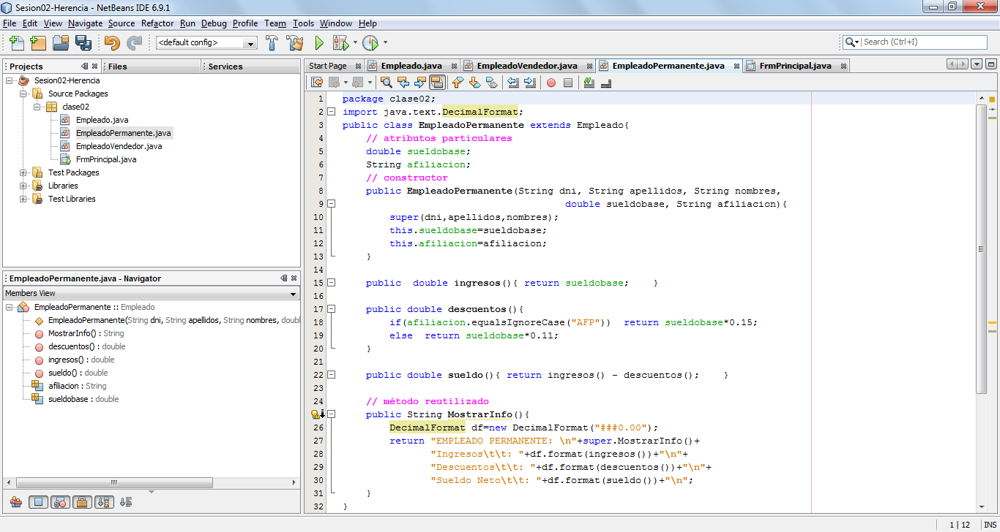 Sesion02-Herencia - NetBeans IDE 6.9.1
File Edit View Navigate Source Refactor Run Debug Profile Team Tools Window Help
<default config>
Search (Ctrl+I)
Projects
Files
Services
Sesion02-Herencia
Source Packages
clase02
Empleado.java
EmpleadoPermanente.java
EmpleadoVendedor.java
FrmPrincipal.java
Test Packages
Libraries
Test Libraries
EmpleadoPermanente.java - Navigator
Members View
EmpleadoPermanente :: Empleado
EmpleadoPermanente(String dni, String apellidos, String nombres, doubl
MostrarInfo() : String
descuentos() : double
ingresos() : double
sueldo() : double
afiliacion : String
sueldobase : double
Start Page Empleado.java EmpleadoVendedor.java EmpleadoPermanente.java FrmPrincipal.java
1 package clase02;
2 import java.text.DecimalFormat;
3 public class EmpleadoPermanente extends Empleado{
4 // atributos particulares
5 double sueldobase;
6 String afiliacion;
7 // constructor
8 public EmpleadoPermanente(String dni, String apellidos, String nombres,
9 double sueldobase, String afiliacion){
10 super(dni,apellidos,nombres);
11 this.sueldobase=sueldobase;
12 this.afiliacion=afiliacion;
13 }
14
15 public  double ingresos(){ return sueldobase;    }
16
17 public double descuentos(){
18 if(afiliacion.equalsIgnoreCase("AFP"))  return sueldobase*0.15;
19 else  return sueldobase*0.11;
20 }
21
22 public double sueldo(){ return ingresos() - descuentos();    }
23
24 // método reutilizado
public String MostrarInfo(){
26 DecimalFormat df=new DecimalFormat("###0.00");
27 return "EMPLEADO PERMANENTE: \n"+super.MostrarInfo()+
28 "Ingresos\t\t: "+df.format(ingresos())+"\n"+
29 "Descuentos\t\t: "+df.format(descuentos())+"\n"+
30 "Sueldo Neto\t\t: "+df.format(sueldo())+"\n";
31 }
32 }
1 | 12 INS